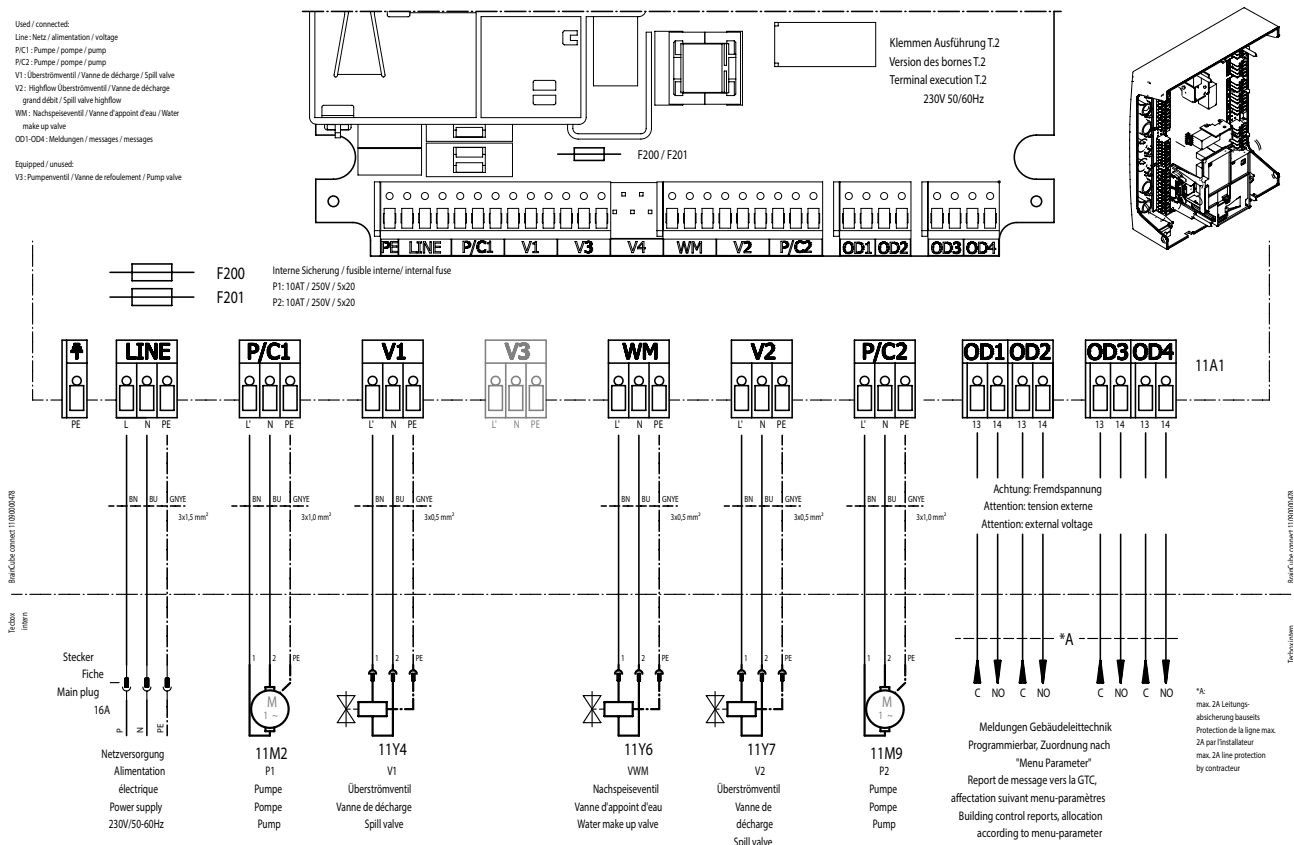 Used / connected:
Line : Netz / alimentation / voltage
P/C1 : Pumpe / pompe / pump
P/C2 : Pumpe / pompe / pump
V1 : Überströmventil / Vanne de décharge / Spill valve
V2 : Highflow Überströmventil / Vanne de décharge
grand débit / Spill valve highflow
WM : Nachspeiseventil / Vanne d'appoint d'eau / Water
make up valve
OD1-OD4 : Meldungen / messages / messages
Equipped / unused:
V3 : Pumpenventil / Vanne de refoulement / Pump valve
Klemmen Ausführung T.2
Version des bornes T.2
Terminal execution T.2
230V 50/60Hz
F200 / F201
PE LINE P/C1 V1 V3 V4 WM V2 P/C2 OD1 OD2 OD3 OD4
F200
F201
Interne Sicherung / fusible interne/ internal fuse
P1: 10AT / 250V / 5x20
P2: 10AT / 250V / 5x20
LINE P/C1 V1 V3 WM V2 P/C2 OD1 OD2 OD3 OD4
11A1
PE L N PE L' N PE L' N PE L' N PE L' N PE L' N PE L' N PE 13 14 13 14 13 14 13 14
BN BU GNYE BN BU GNYE BN BU GNYE BN BU GNYE BN BU GNYE BN BU GNYE
3x1,5 mm² 3x1,0 mm² 3x0,5 mm² 3x0,5 mm² 3x0,5 mm² 3x1,0 mm²
Achtung: Fremdspannung
Attention: tension externe
Attention: external voltage
BrainCube connect 11090000478
BrainCube connect 11090000478
Tecbox
intern
Tecbox intern
*A
Stecker
Fiche
Main plug
16A
P N PE
1 2 PE 1 2 PE 1 2 PE 1 2 PE 1 2 PE
M
1 ~
M
1 ~
C NO C NO C NO C NO
Netzversorgung
Alimentation
électrique
Power supply
230V/50-60Hz
11M2
P1
Pumpe
Pompe
Pump
11Y4
V1
Überströmventil
Vanne de décharge
Spill valve
11Y6
VWM
Nachspeiseventil
Vanne d'appoint d'eau
Water make up valve
11Y7
V2
Überströmventil
Vanne de
décharge
Spill valve
11M9
P2
Pumpe
Pompe
Pump
Meldungen Gebäudeleittechnik
Programmierbar, Zuordnung nach
"Menu Parameter"
Report de message vers la GTC,
affectation suivant menu-paramètres
Building control reports, allocation
according to menu-parameter
*A:
max. 2A Leitungs-
absicherung bauseits
Protection de la ligne max.
2A par l'installateur
max. 2A line protection
by contracteur